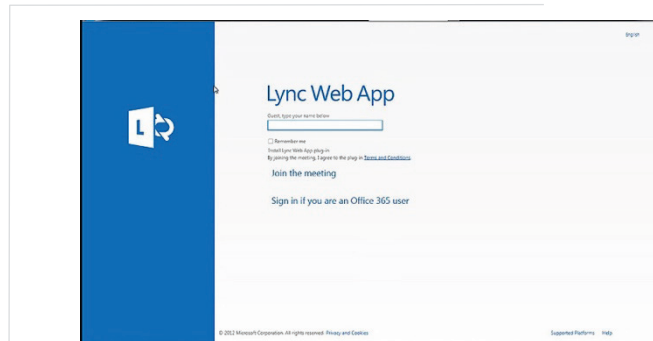 English
Lync Web App
Guest, type your name below
Remember me
Install Lync Web App plug-in
By joining the meeting, I agree to the plug-in Terms and Conditions
Join the meeting
Sign in if you are an Office 365 user
L
© 2012 Microsoft Corporation. All rights reserved. Privacy and Cookies
Supported Platforms Help